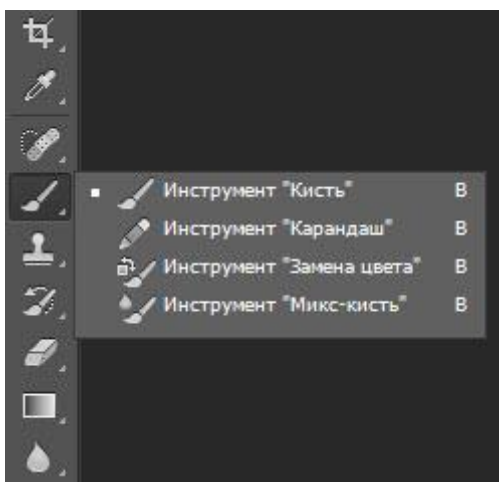 Инструмент "Кисть" B
Инструмент "Карандаш" B
Инструмент "Замена цвета" B
Инструмент "Микс-кисть" B